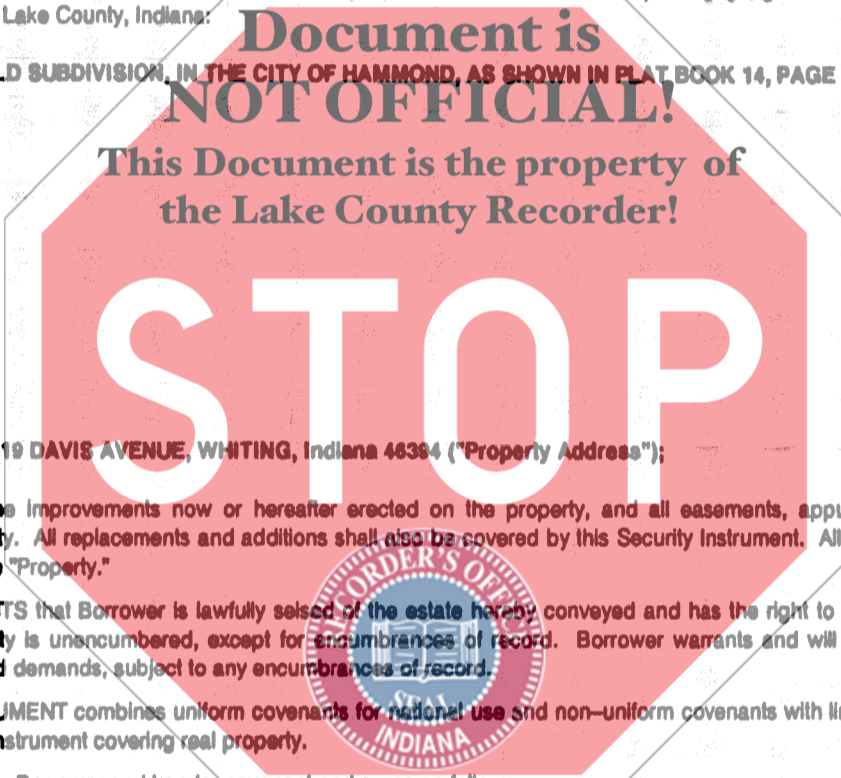 Lake County, Indiana:
Document is
D SUBDIVISION, IN THE CITY OF HAMMOND, AS SHOWN IN PLAT BOOK 14, PAGE
NOT OFFICIAL!
This Document is the property of
the Lake County Recorder!
STOP
19 DAVIS AVENUE, WHITING, Indiana 46394 ("Property Address");
improvements now or hereafter erected on the property, and all easements, appu
y. All replacements and additions shall also be covered by this Security Instrument. All
"Property."
TS that Borrower is lawfully seised of the estate hereby conveyed and has the right to
ty is unencumbered, except for encumbrances of record. Borrower warrants and will
d demands, subject to any encumbrances of record.
UMENT combines uniform covenants for national use and non-uniform covenants with li
nstrument covering real property.
RECORDER'S OFFICE
SEAL
INDIANA